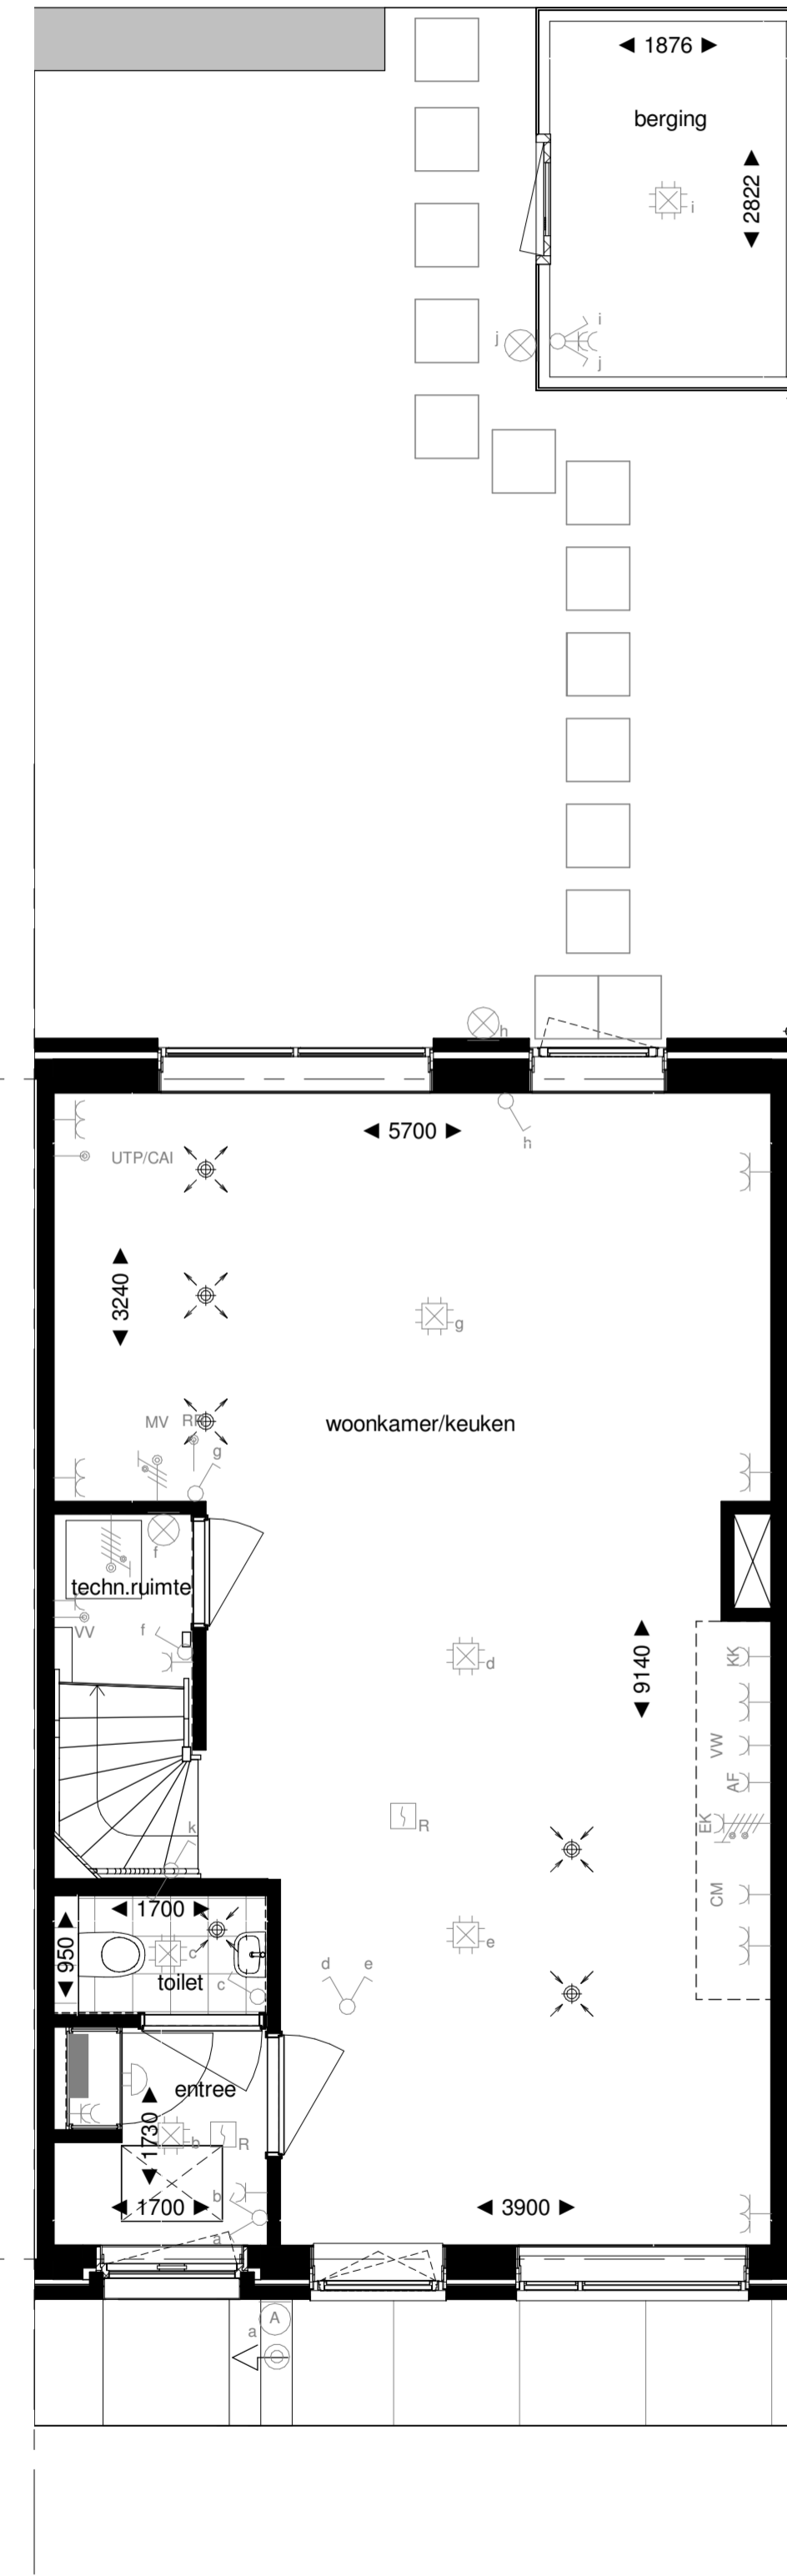 1876
berging
2822
i
j
i
j
h
5700
h
UTP/CAI
3240
g
MV
g
woonkamer/keuken
f
techn.ruimte
VV
f
9140
KK
d
VW
AF
R
EK
k
CM
1700
950
c
e
toilet
c
d
e
entree
1730
b
R
b
1700
3900
a
A
a